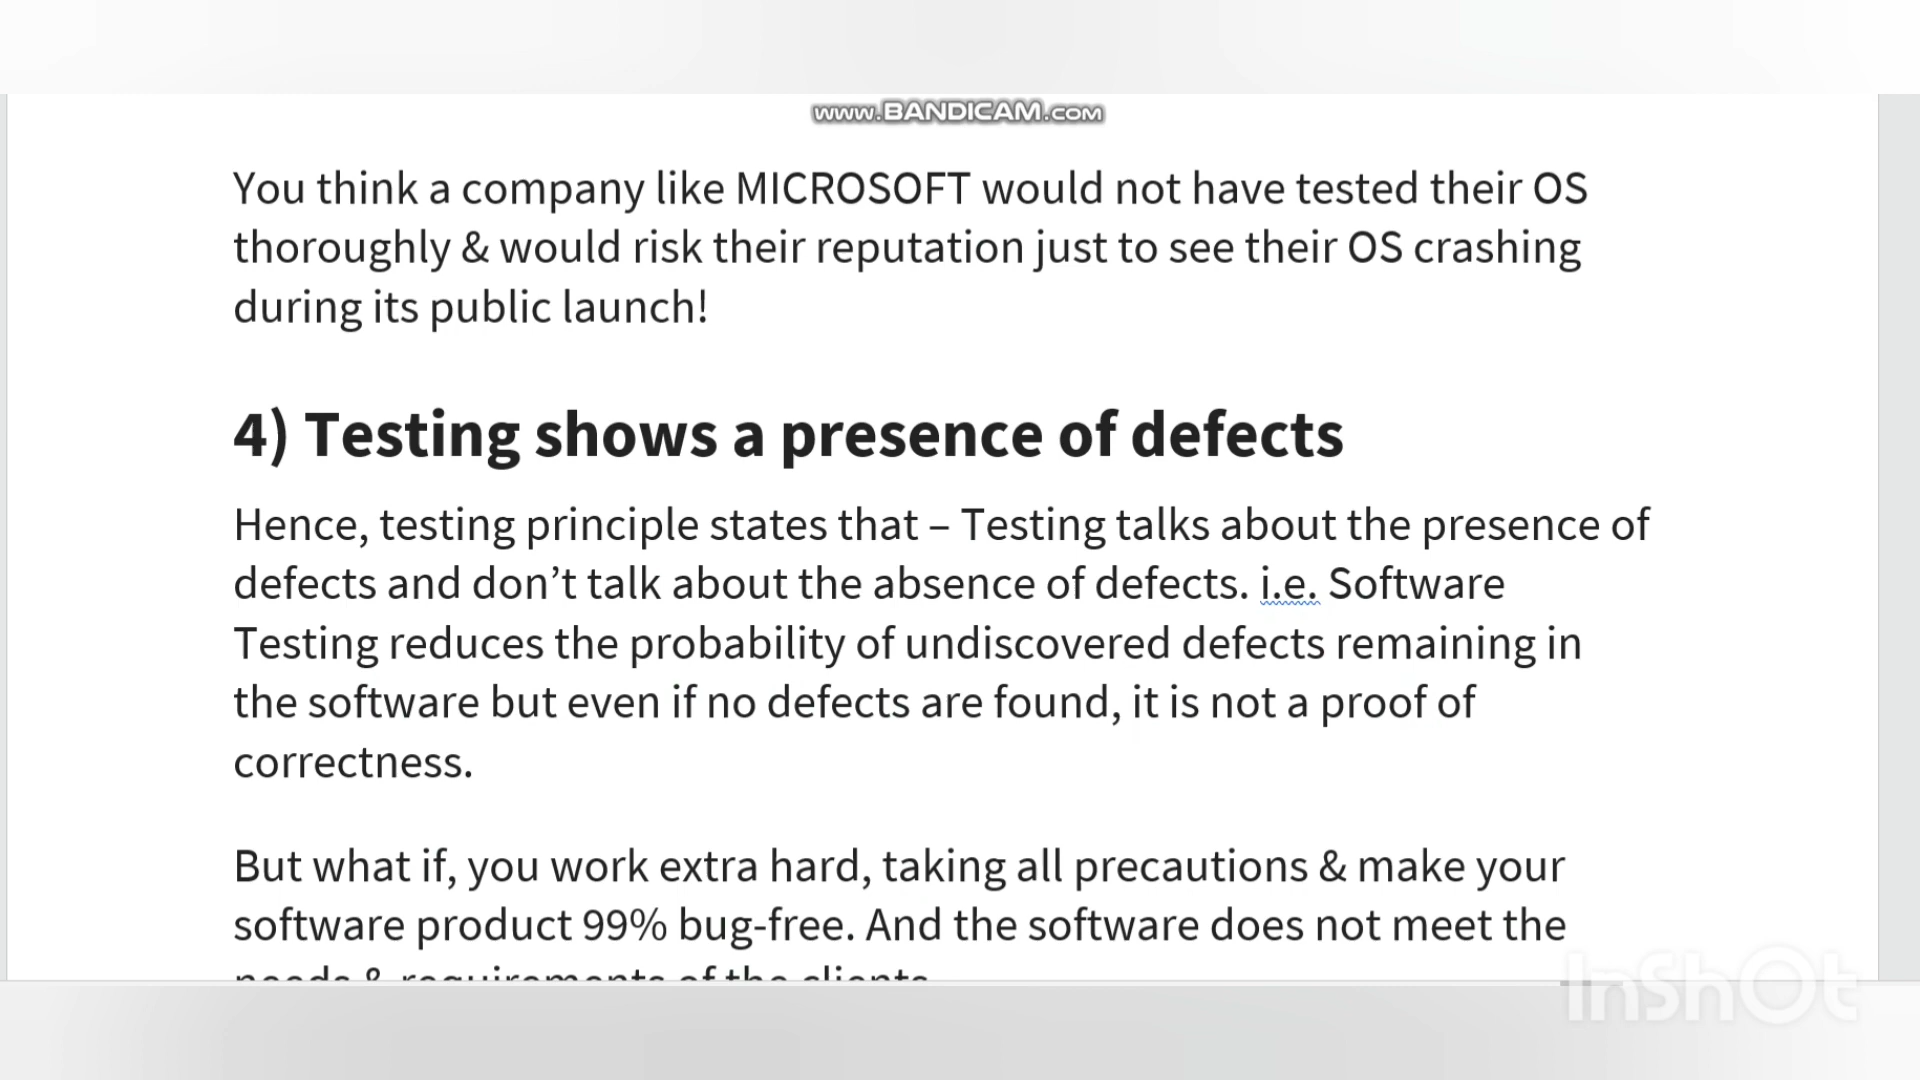 www.BANDICAM.com
You think a company like MICROSOFT would not have tested their OS
thoroughly & would risk their reputation just to see their OS crashing
during its public launch!
4) Testing shows a presence of defects
Hence, testing principle states that – Testing talks about the presence of
defects and don’t talk about the absence of defects. i.e. Software
Testing reduces the probability of undiscovered defects remaining in
the software but even if no defects are found, it is not a proof of
correctness.
But what if, you work extra hard, taking all precautions & make your
software product 99% bug-free. And the software does not meet the
needs & requirements of the clients
InShOt